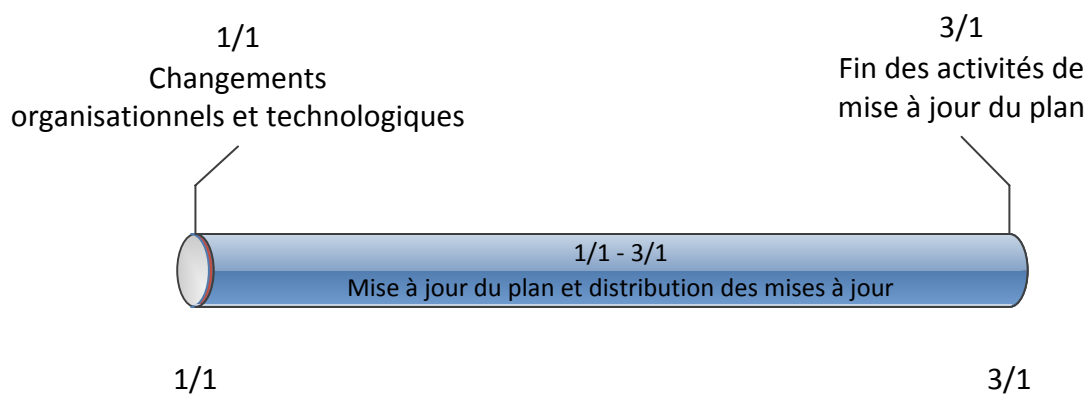 1/1
Changements
organisationnels et technologiques
3/1
Fin des activités de
mise à jour du plan
1/1 - 3/1
Mise à jour du plan et distribution des mises à jour
1/1
3/1